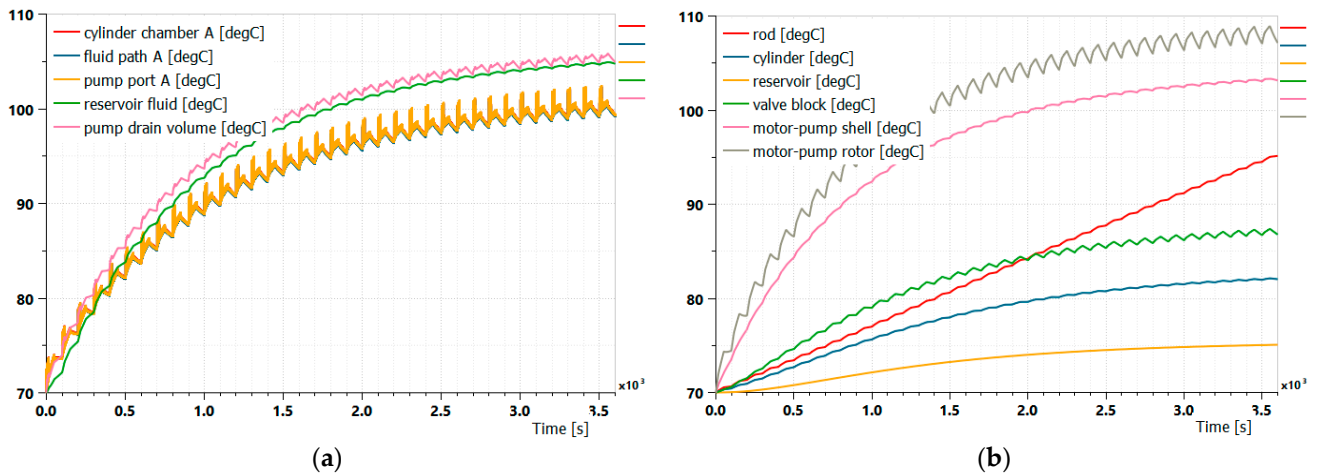 110
100
90
80
70
cylinder chamber A [degC]
fluid path A [degC]
pump port A [degC]
reservoir fluid [degC]
pump drain volume [degC]
×10³
0.0 0.5 1.0 1.5 2.0 2.5 3.0 3.5
Time [s]
(a)
110
100
90
80
70
rod [degC]
cylinder [degC]
reservoir [degC]
valve block [degC]
motor-pump shell [degC]
motor-pump rotor [degC]
×10³
0.0 0.5 1.0 1.5 2.0 2.5 3.0 3.5
Time [s]
(b)